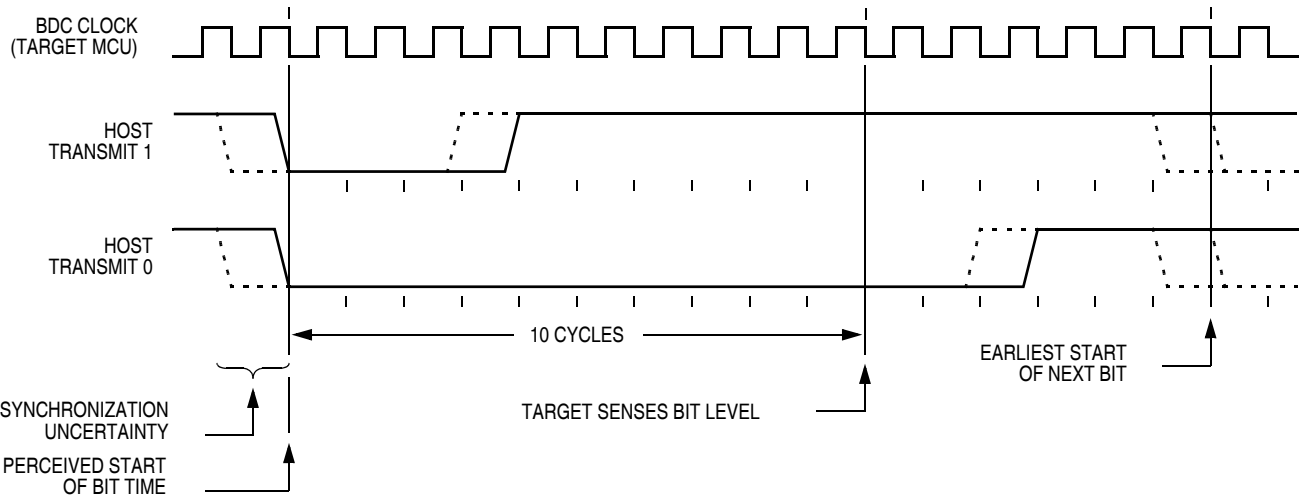 BDC CLOCK
(TARGET MCU)
HOST
TRANSMIT 1
HOST
TRANSMIT 0
10 CYCLES
EARLIEST START
OF NEXT BIT
SYNCHRONIZATION
UNCERTAINTY
TARGET SENSES BIT LEVEL
PERCEIVED START
OF BIT TIME